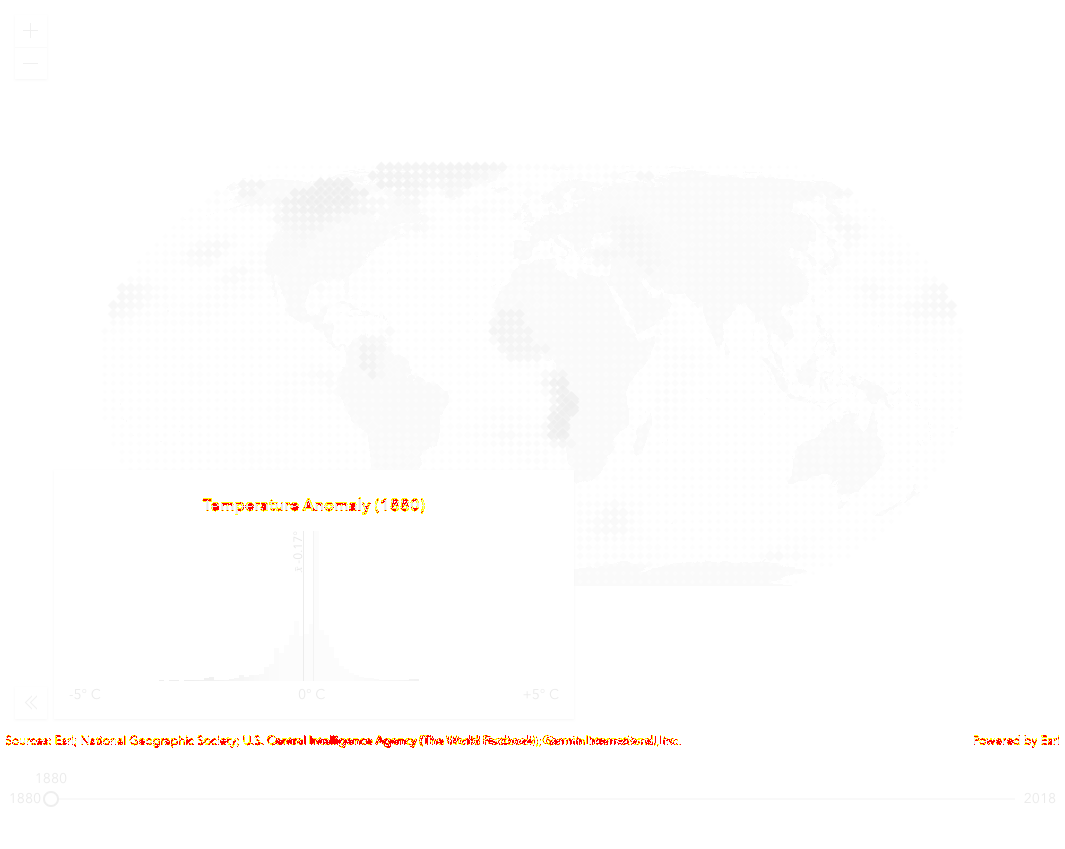 Temperature Anomaly (1880)
x̄ -0.17°
-5° C
0° C
+5° C
Sources: Esri; National Geographic Society; U.S. Central Intelligence Agency (The World Factbook); Garmin International, Inc.
Powered by Esri
1880
1880
2018